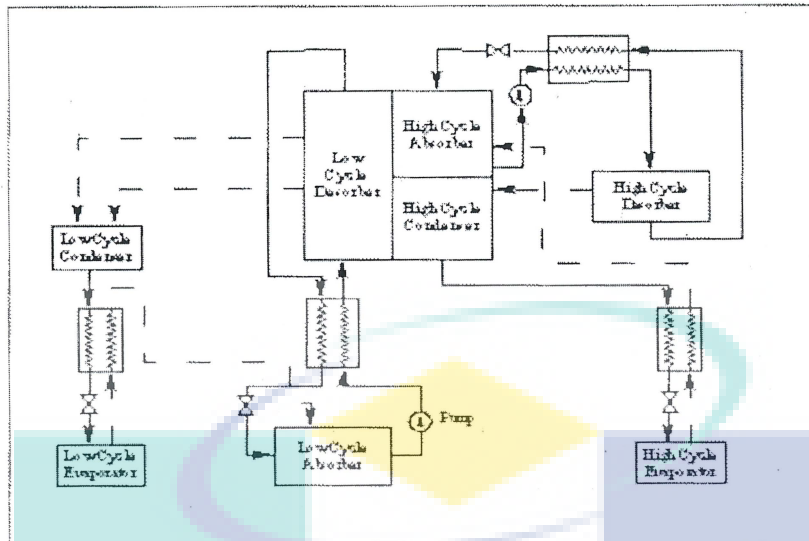 High Cycle
Absorber
Low
Cycle
Desorber
High Cycle
Condenser
High Cycle
Desorber
Low Cycle
Condenser
Pump
Low Cycle
Evaporator
Low Cycle
Absorber
High Cycle
Evaporator